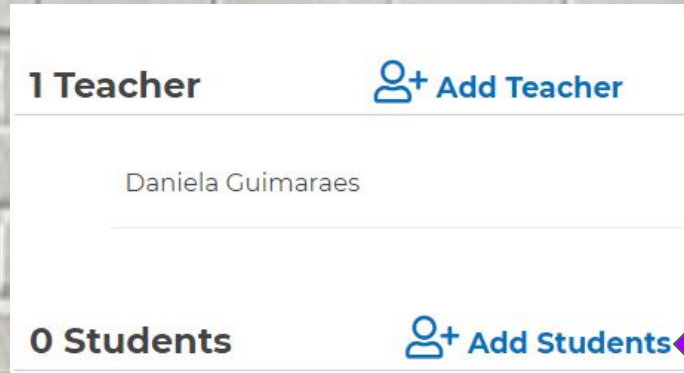 1 Teacher Add Teacher
Daniela Guimaraes
0 Students Add Students